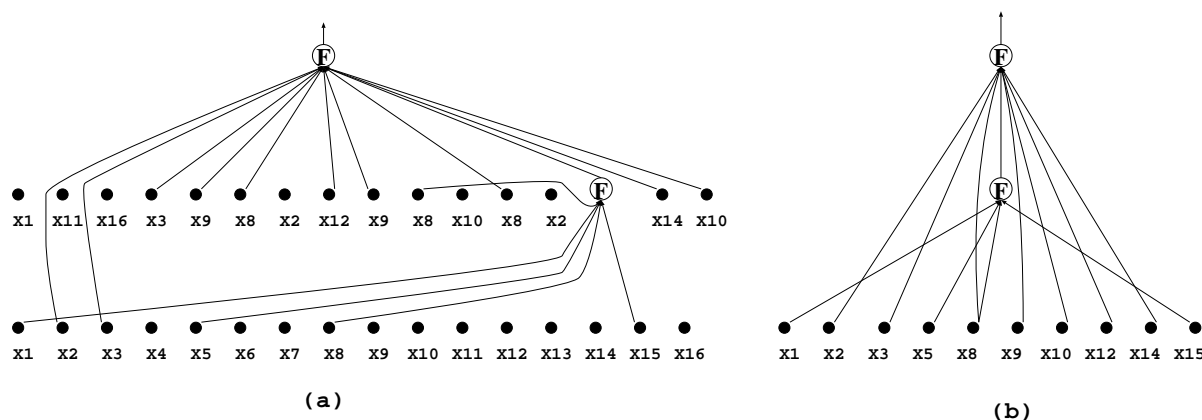 F
F
F
F
x1 x11 x16 x3 x9 x8 x2 x12 x9 x8 x10 x8 x2 x14 x10
x1 x2 x3 x4 x5 x6 x7 x8 x9 x10 x11 x12 x13 x14 x15 x16
x1 x2 x3 x5 x8 x9 x10 x12 x14 x15
(a)
(b)